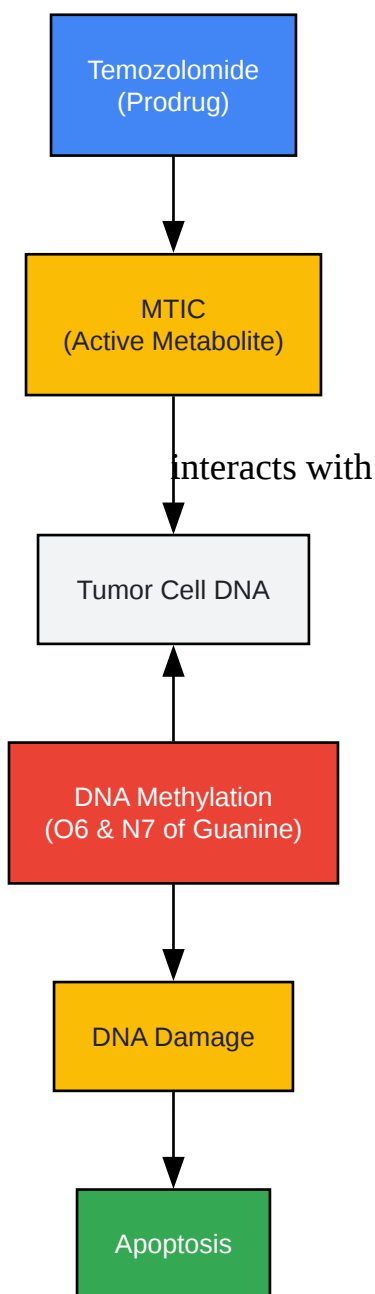 Temozolomide
(Prodrug)
MTIC
(Active Metabolite)
interacts with
Tumor Cell DNA
DNA Methylation
(O6 & N7 of Guanine)
DNA Damage
Apoptosis